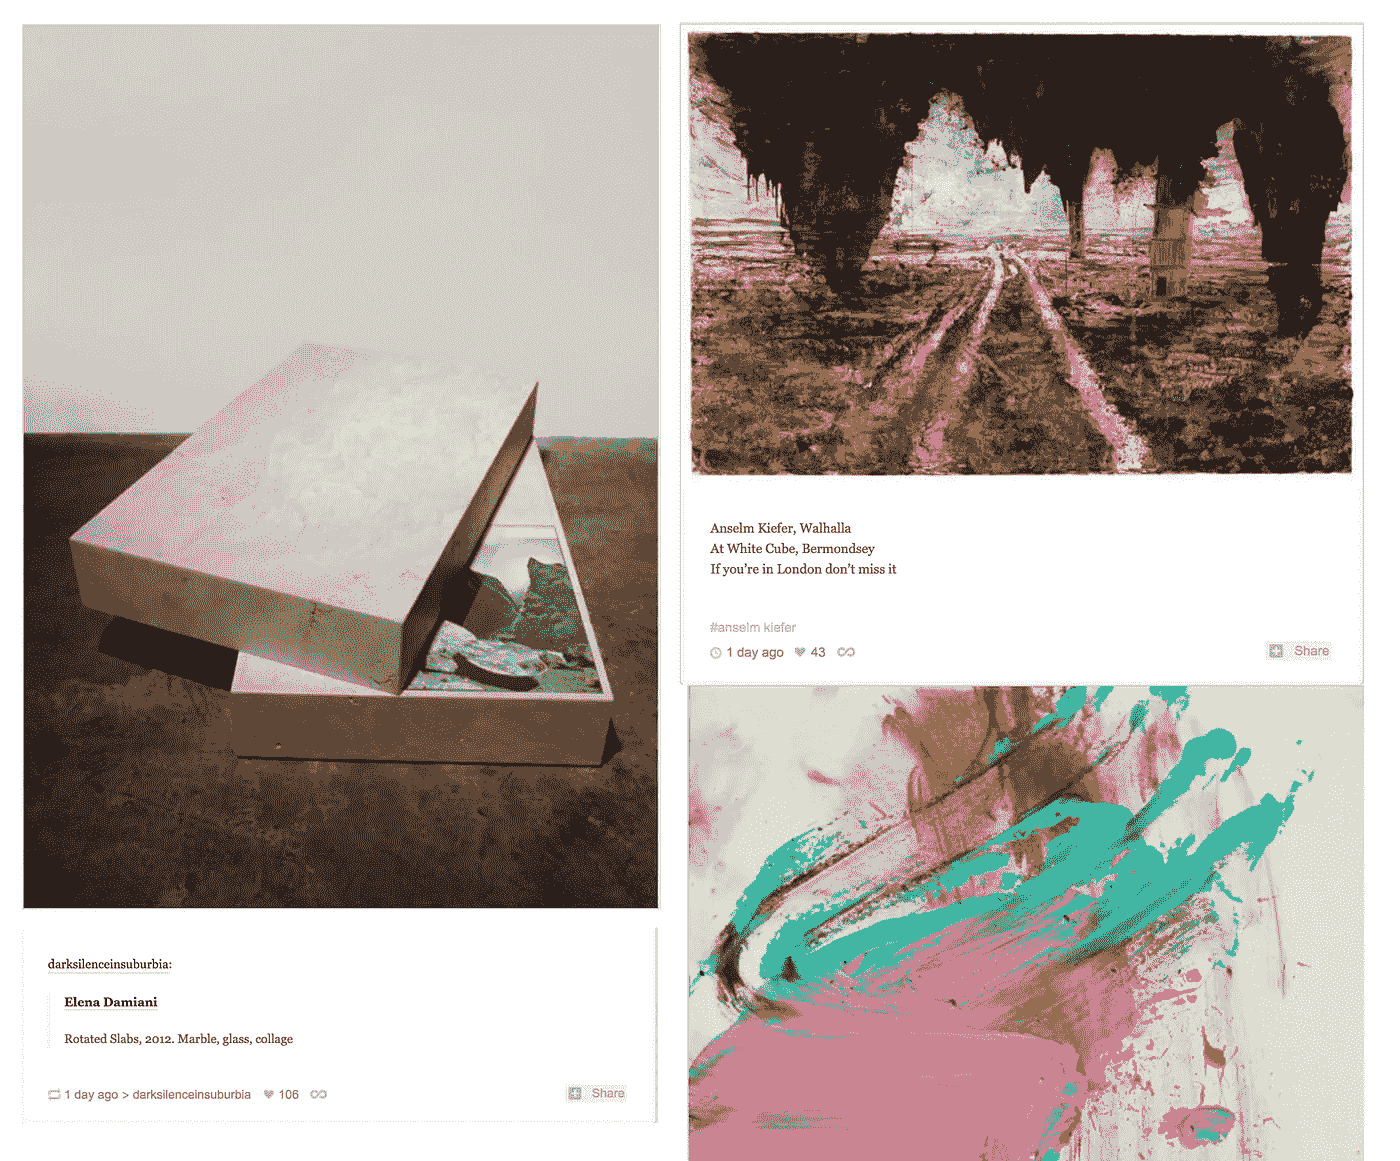 darksilenceinsuburbia:
Elena Damiani
Rotated Slabs, 2012. Marble, glass, collage
1 day ago > darksilenceinsuburbia 106
Share
Anselm Kiefer, Walhalla
At White Cube, Bermondsey
If you’re in London don’t miss it
#anselm kiefer
1 day ago 43
Share